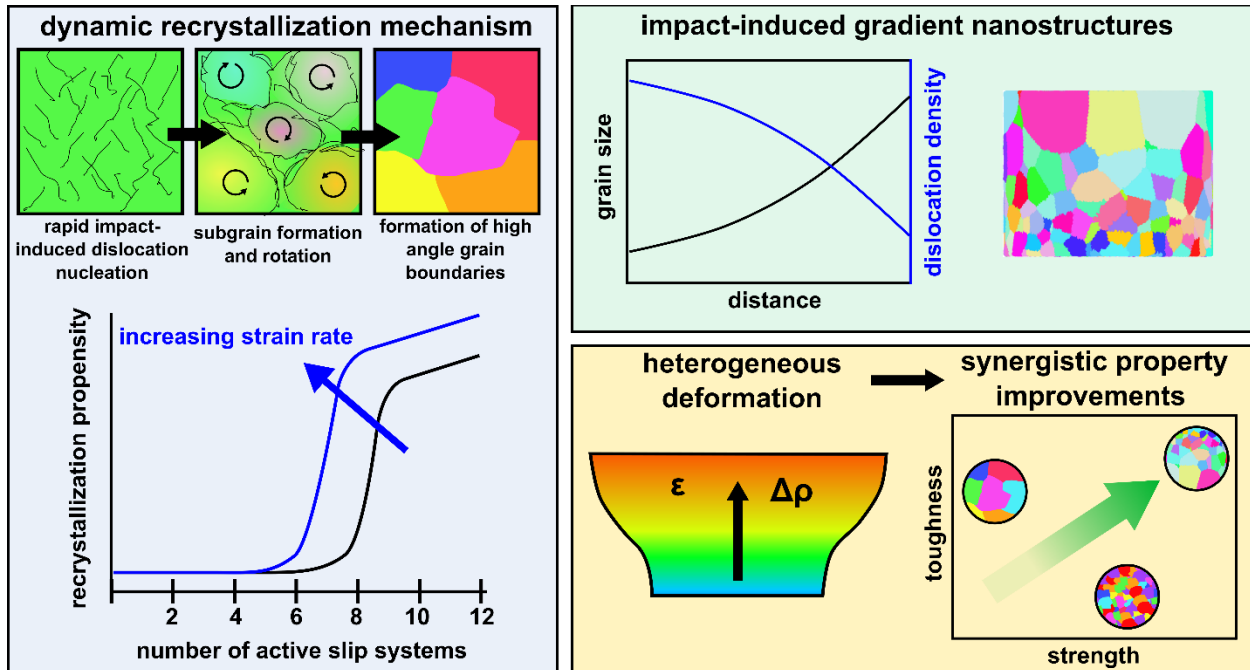 dynamic recrystallization mechanism
rapid impact-
induced dislocation
nucleation
subgrain formation
and rotation
formation of high
angle grain
boundaries
recrystallization propensity
increasing strain rate
2 4 6 8 10 12
number of active slip systems
impact-induced gradient nanostructures
grain size
dislocation density
distance
heterogeneous
deformation
synergistic property
improvements
ε Δρ
toughness
strength